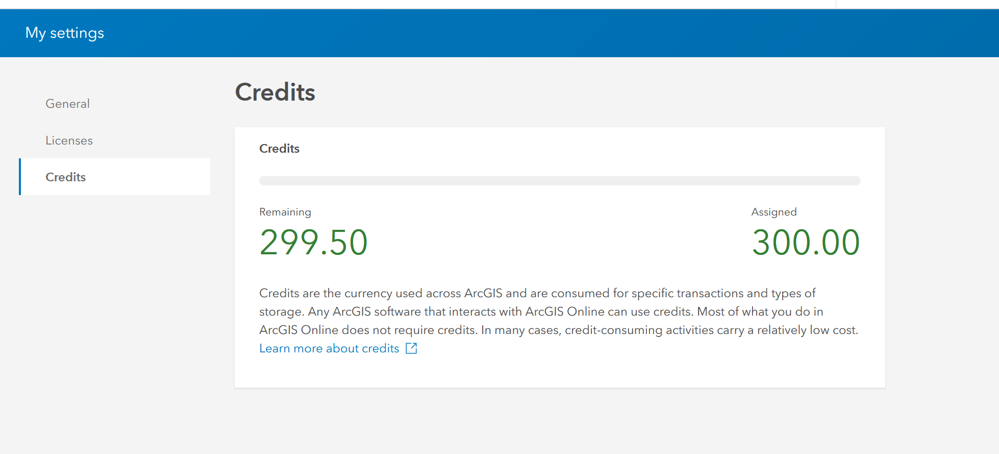 My settings
General
Licenses
Credits
Credits
Credits
Remaining
Assigned
299.50
300.00
Credits are the currency used across ArcGIS and are consumed for specific transactions and types of
storage. Any ArcGIS software that interacts with ArcGIS Online can use credits. Most of what you do in
ArcGIS Online does not require credits. In many cases, credit-consuming activities carry a relatively low cost.
Learn more about credits